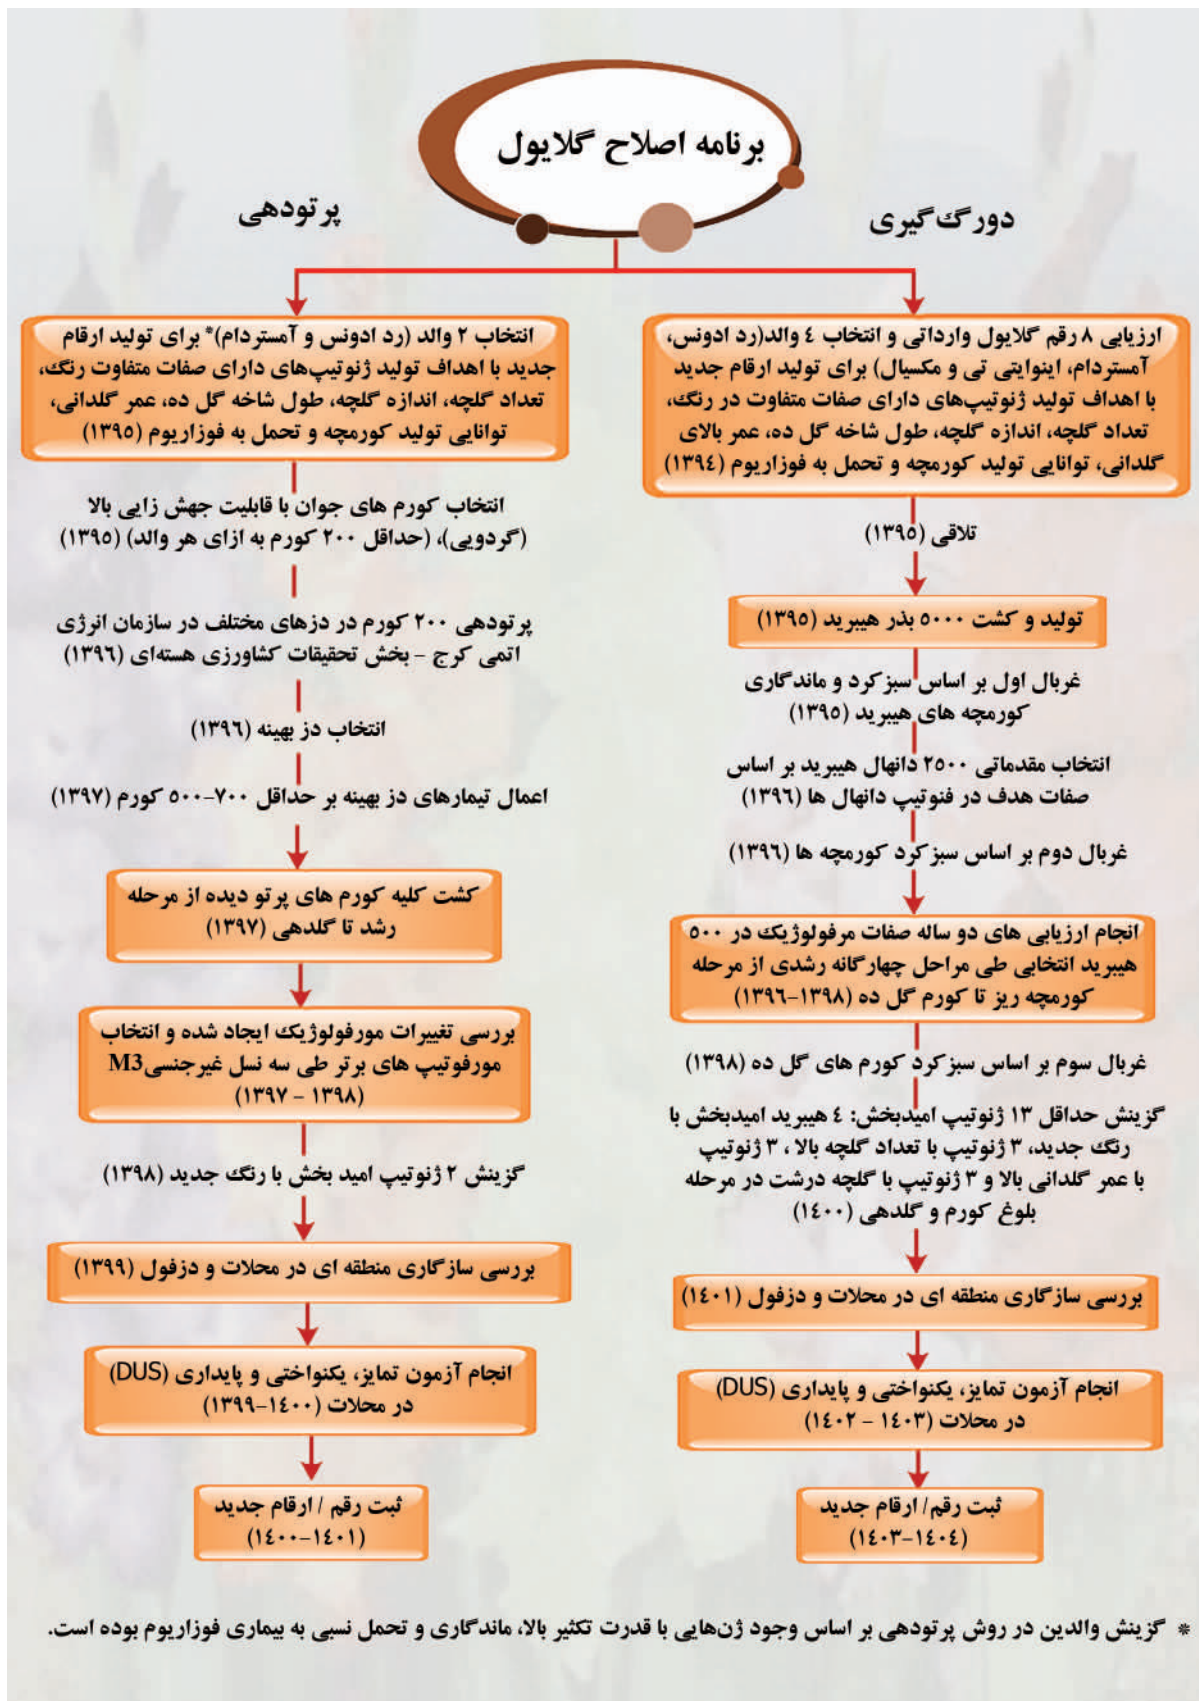 برنامه اصلاح گلایول
دورگ‌گیری
ارزیابی ۸ رقم گلایول وارداتی و انتخاب ٤ والد(رد ادونس،
آمستردام، اینوایتی تی و مکسیال) برای تولید ارقام جدید
با اهداف تولید ژنوتیپ‌های دارای صفات متفاوت در رنگ،
تعداد گلچه، اندازه گلچه، طول شاخه گل ده، عمر بالای
گلدانی، توانایی تولید کورمچه و تحمل به فوزاریوم (۱۳۹٤)
تلاقی (۱۳۹٥)
تولید و کشت ٥۰۰۰ بذر هیبرید (۱۳۹٥)
غربال اول بر اساس سبزکرد و ماندگاری
کورمچه های هیبرید (۱۳۹٥)
انتخاب مقدماتی ۲٥۰۰ دانهال هیبرید بر اساس
صفات هدف در فنوتیپ دانهال ها (۱۳۹٦)
غربال دوم بر اساس سبزکرد کورمچه ها (۱۳۹٦)
انجام ارزیابی های دو ساله صفات مرفولوژیک در ٥۰۰
هیبرید انتخابی طی مراحل چهارگانه رشدی از مرحله
کورمچه ریز تا کورم گل ده (۱۳۹۸-۱۳۹٦)
غربال سوم بر اساس سبزکرد کورم های گل ده (۱۳۹۸)
گزینش حداقل ۱۳ ژنوتیپ امیدبخش: ٤ هیبرید امیدبخش با
رنگ جدید، ۳ ژنوتیپ با تعداد گلچه بالا ، ۳ ژنوتیپ
با عمر گلدانی بالا و ۳ ژنوتیپ با گلچه درشت در مرحله
بلوغ کورم و گلدهی (۱٤۰۰)
بررسی سازگاری منطقه ای در محلات و دزفول (۱٤۰۱)
انجام آزمون تمایز، یکنواختی و پایداری (DUS)
در محلات (۱٤۰۳ - ۱٤۰۲)
ثبت رقم/ ارقام جدید
(۱٤۰۳-۱٤۰٤)
پرتودهی
انتخاب ۲ والد (رد ادونس و آمستردام)* برای تولید ارقام
جدید با اهداف تولید ژنوتیپ‌های دارای صفات متفاوت رنگ،
تعداد گلچه، اندازه گلچه، طول شاخه گل ده، عمر گلدانی،
توانایی تولید کورمچه و تحمل به فوزاریوم (۱۳۹٥)
انتخاب کورم های جوان با قابلیت جهش زایی بالا
(گردویی)، (حداقل ۲۰۰ کورم به ازای هر والد) (۱۳۹٥)
پرتودهی ۲۰۰ کورم در دزهای مختلف در سازمان انرژی
اتمی کرج - بخش تحقیقات کشاورزی هسته‌ای (۱۳۹٦)
انتخاب دز بهینه (۱۳۹٦)
اعمال تیمارهای دز بهینه بر حداقل ۷۰۰-٥۰۰ کورم (۱۳۹۷)
کشت کلیه کورم های پرتو دیده از مرحله
رشد تا گلدهی (۱۳۹۷)
بررسی تغییرات مورفولوژیک ایجاد شده و انتخاب
مورفوتیپ های برتر طی سه نسل غیرجنسیM3
(۱۳۹۷ - ۱۳۹۸)
گزینش ۲ ژنوتیپ امید بخش با رنگ جدید (۱۳۹۸)
بررسی سازگاری منطقه ای در محلات و دزفول (۱۳۹۹)
انجام آزمون تمایز، یکنواختی و پایداری (DUS)
در محلات (۱٤۰۰-۱۳۹۹)
ثبت رقم / ارقام جدید
(۱٤۰۰-۱٤۰۱)
* گزینش والدین در روش پرتودهی بر اساس وجود ژن‌هایی با قدرت تکثیر بالا، ماندگاری و تحمل نسبی به بیماری فوزاریوم بوده است.